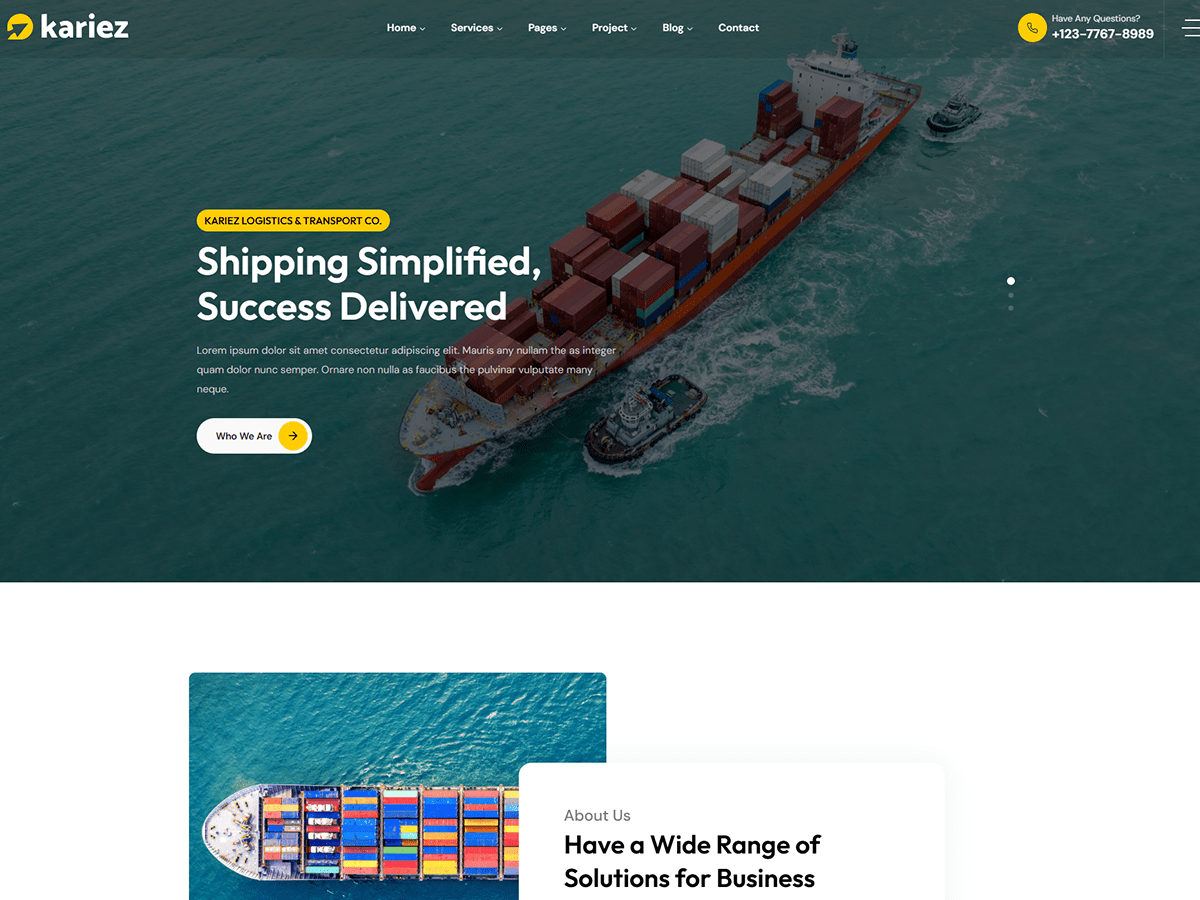 kariez
Home
Services
Pages
Project
Blog
Contact
Have Any Questions?
+123-7767-8989
KARIEZ LOGISTICS & TRANSPORT CO.
Shipping Simplified,
Success Delivered
Lorem ipsum dolor sit amet consectetur adipiscing elit. Mauris any nullam the as integer
quam dolor nunc semper. Ornare non nulla as faucibus the pulvinar vulputate many
neque.
Who We Are
About Us
Have a Wide Range of
Solutions for Business